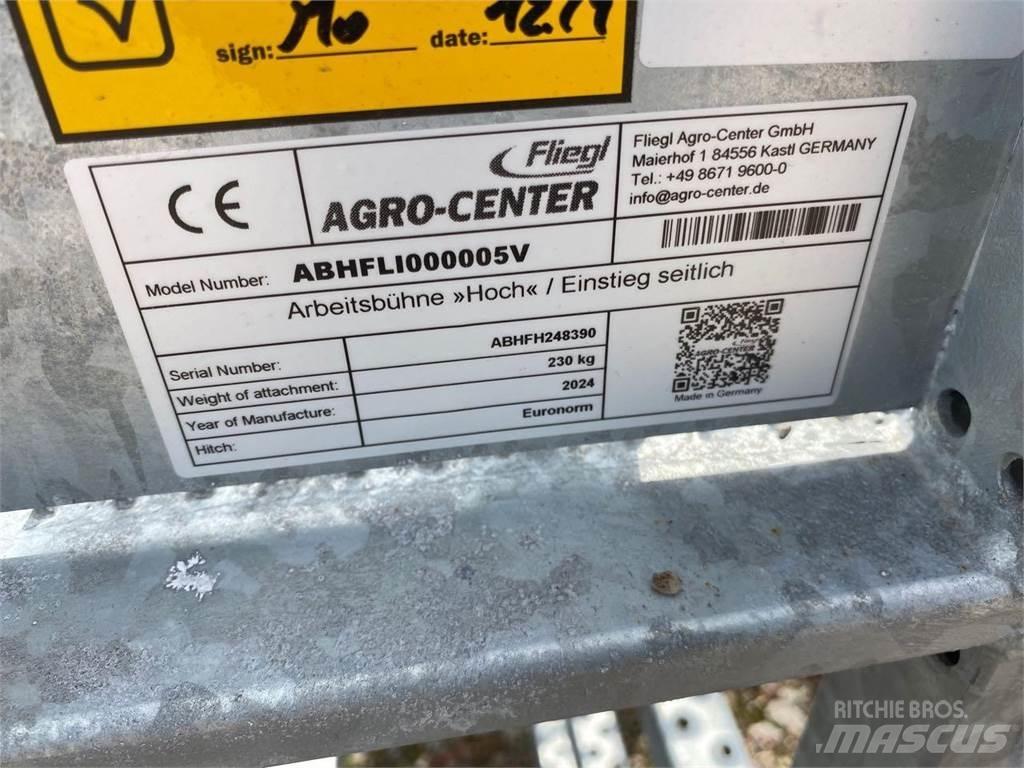 sign:
date:
CE
Fliegl
AGRO-CENTER
Fliegl Agro-Center GmbH
Maierhof 1 84556 Kastl GERMANY
Tel.: +49 8671 9600-0
info@agro-center.de
Model Number: ABHFLI000005V
Arbeitsbühne »Hoch« / Einstieg seitlich
Serial Number: ABHFH248390
Weight of attachment: 230 kg
Year of Manufacture: 2024
Hitch: Euronorm
AGRO-CENTER
Made in Germany
RITCHIE BROS.
MASCUS